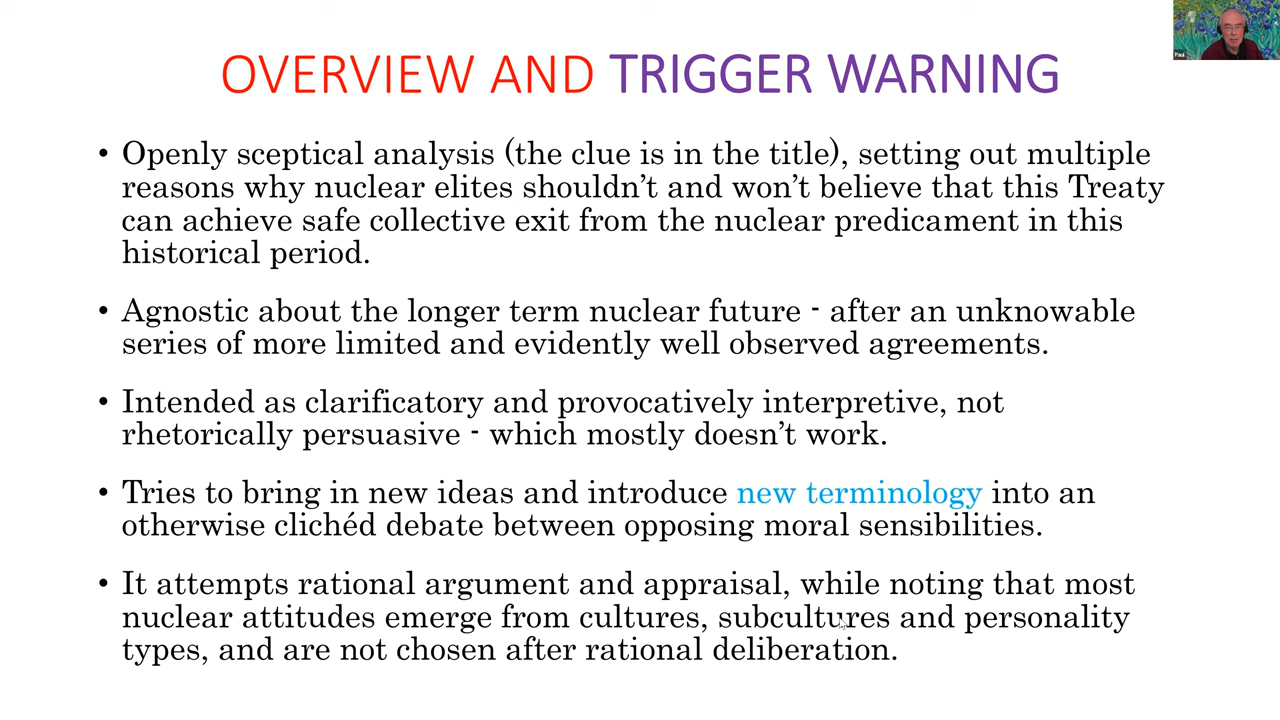 OVERVIEW AND TRIGGER WARNING
• Openly sceptical analysis (the clue is in the title), setting out multiple
reasons why nuclear elites shouldn’t and won’t believe that this Treaty
can achieve safe collective exit from the nuclear predicament in this
historical period.
• Agnostic about the longer term nuclear future - after an unknowable
series of more limited and evidently well observed agreements.
• Intended as clarificatory and provocatively interpretive, not
rhetorically persuasive - which mostly doesn’t work.
• Tries to bring in new ideas and introduce new terminology into an
otherwise clichéd debate between opposing moral sensibilities.
• It attempts rational argument and appraisal, while noting that most
nuclear attitudes emerge from cultures, subcultures and personality
types, and are not chosen after rational deliberation.
Paul